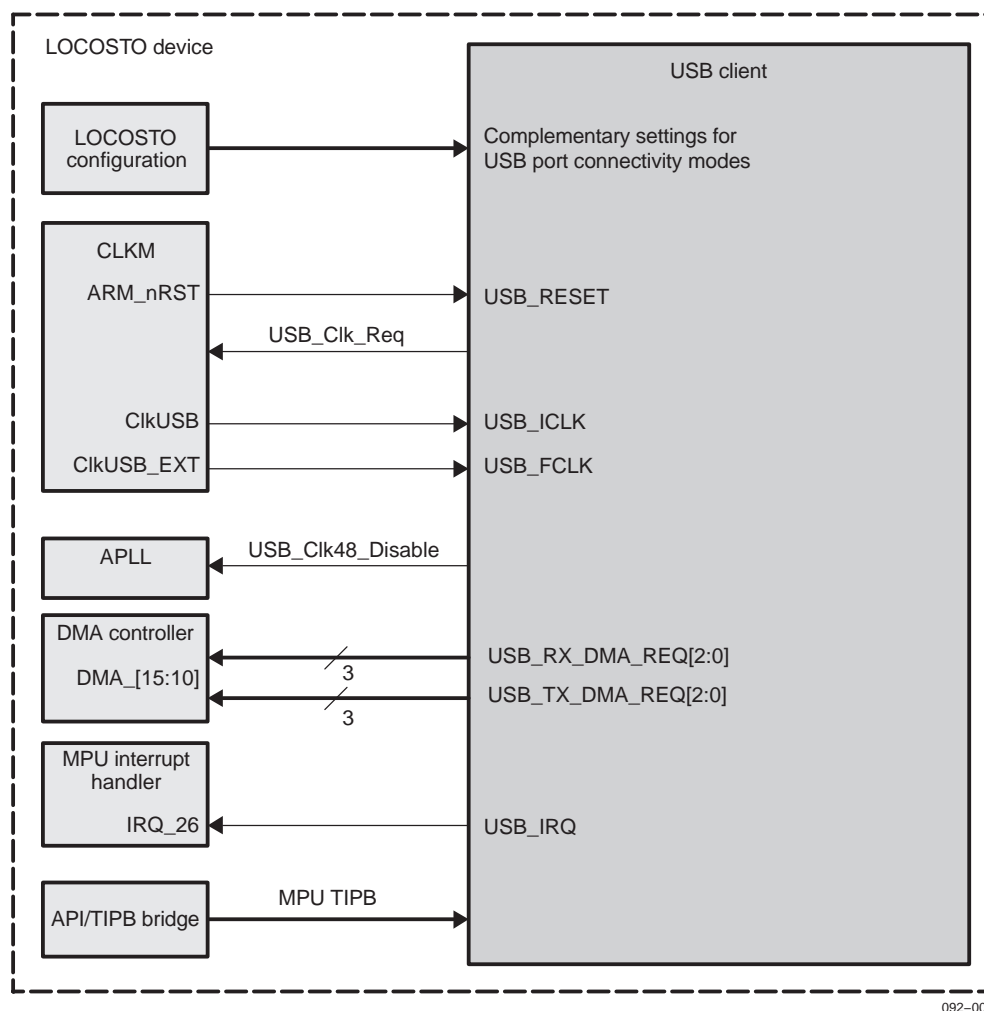 LOCOSTO device
USB client
LOCOSTO
configuration
Complementary settings for
USB port connectivity modes
CLKM
ARM_nRST
USB_RESET
USB_Clk_Req
ClkUSB
USB_ICLK
ClkUSB_EXT
USB_FCLK
APLL
USB_Clk48_Disable
DMA controller
DMA_[15:10]
USB_RX_DMA_REQ[2:0]
3
USB_TX_DMA_REQ[2:0]
3
MPU interrupt
handler
IRQ_26
USB_IRQ
API/TIPB bridge
MPU TIPB
092–00